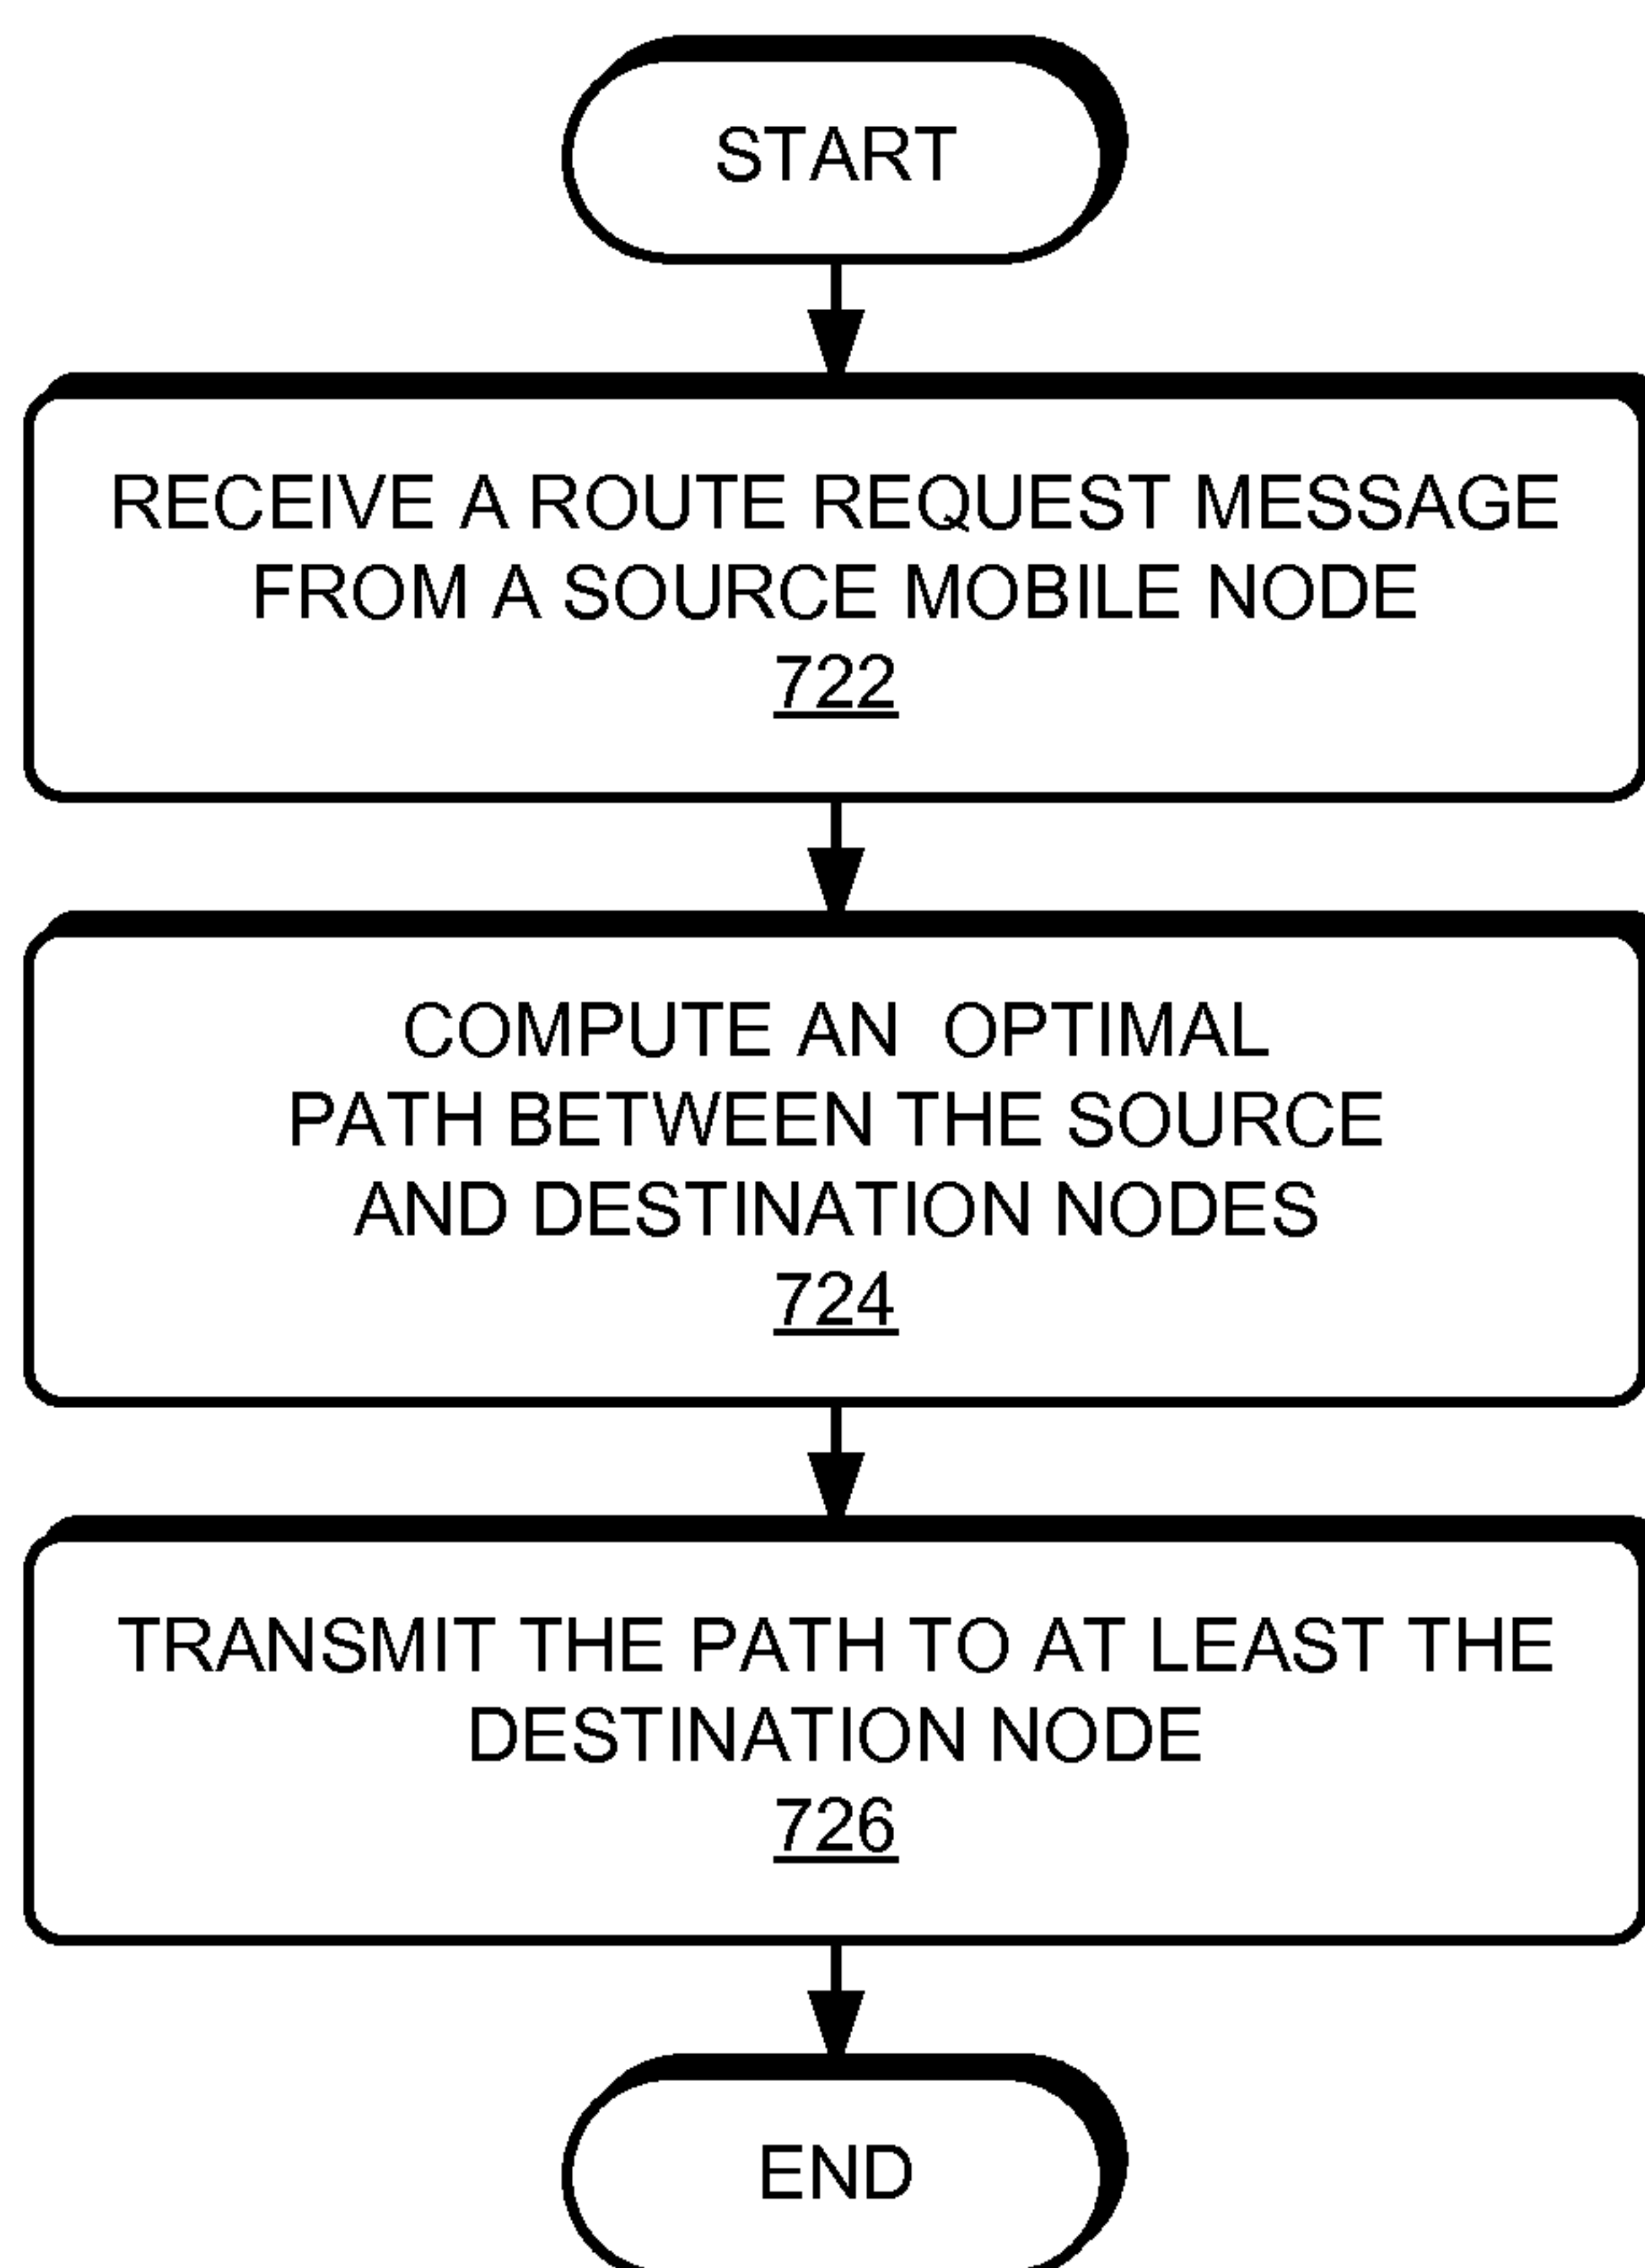 START
RECEIVE A ROUTE REQUEST MESSAGE
FROM A SOURCE MOBILE NODE
722
COMPUTE AN OPTIMAL
PATH BETWEEN THE SOURCE
AND DESTINATION NODES
724
TRANSMIT THE PATH TO AT LEAST THE
DESTINATION NODE
726
END